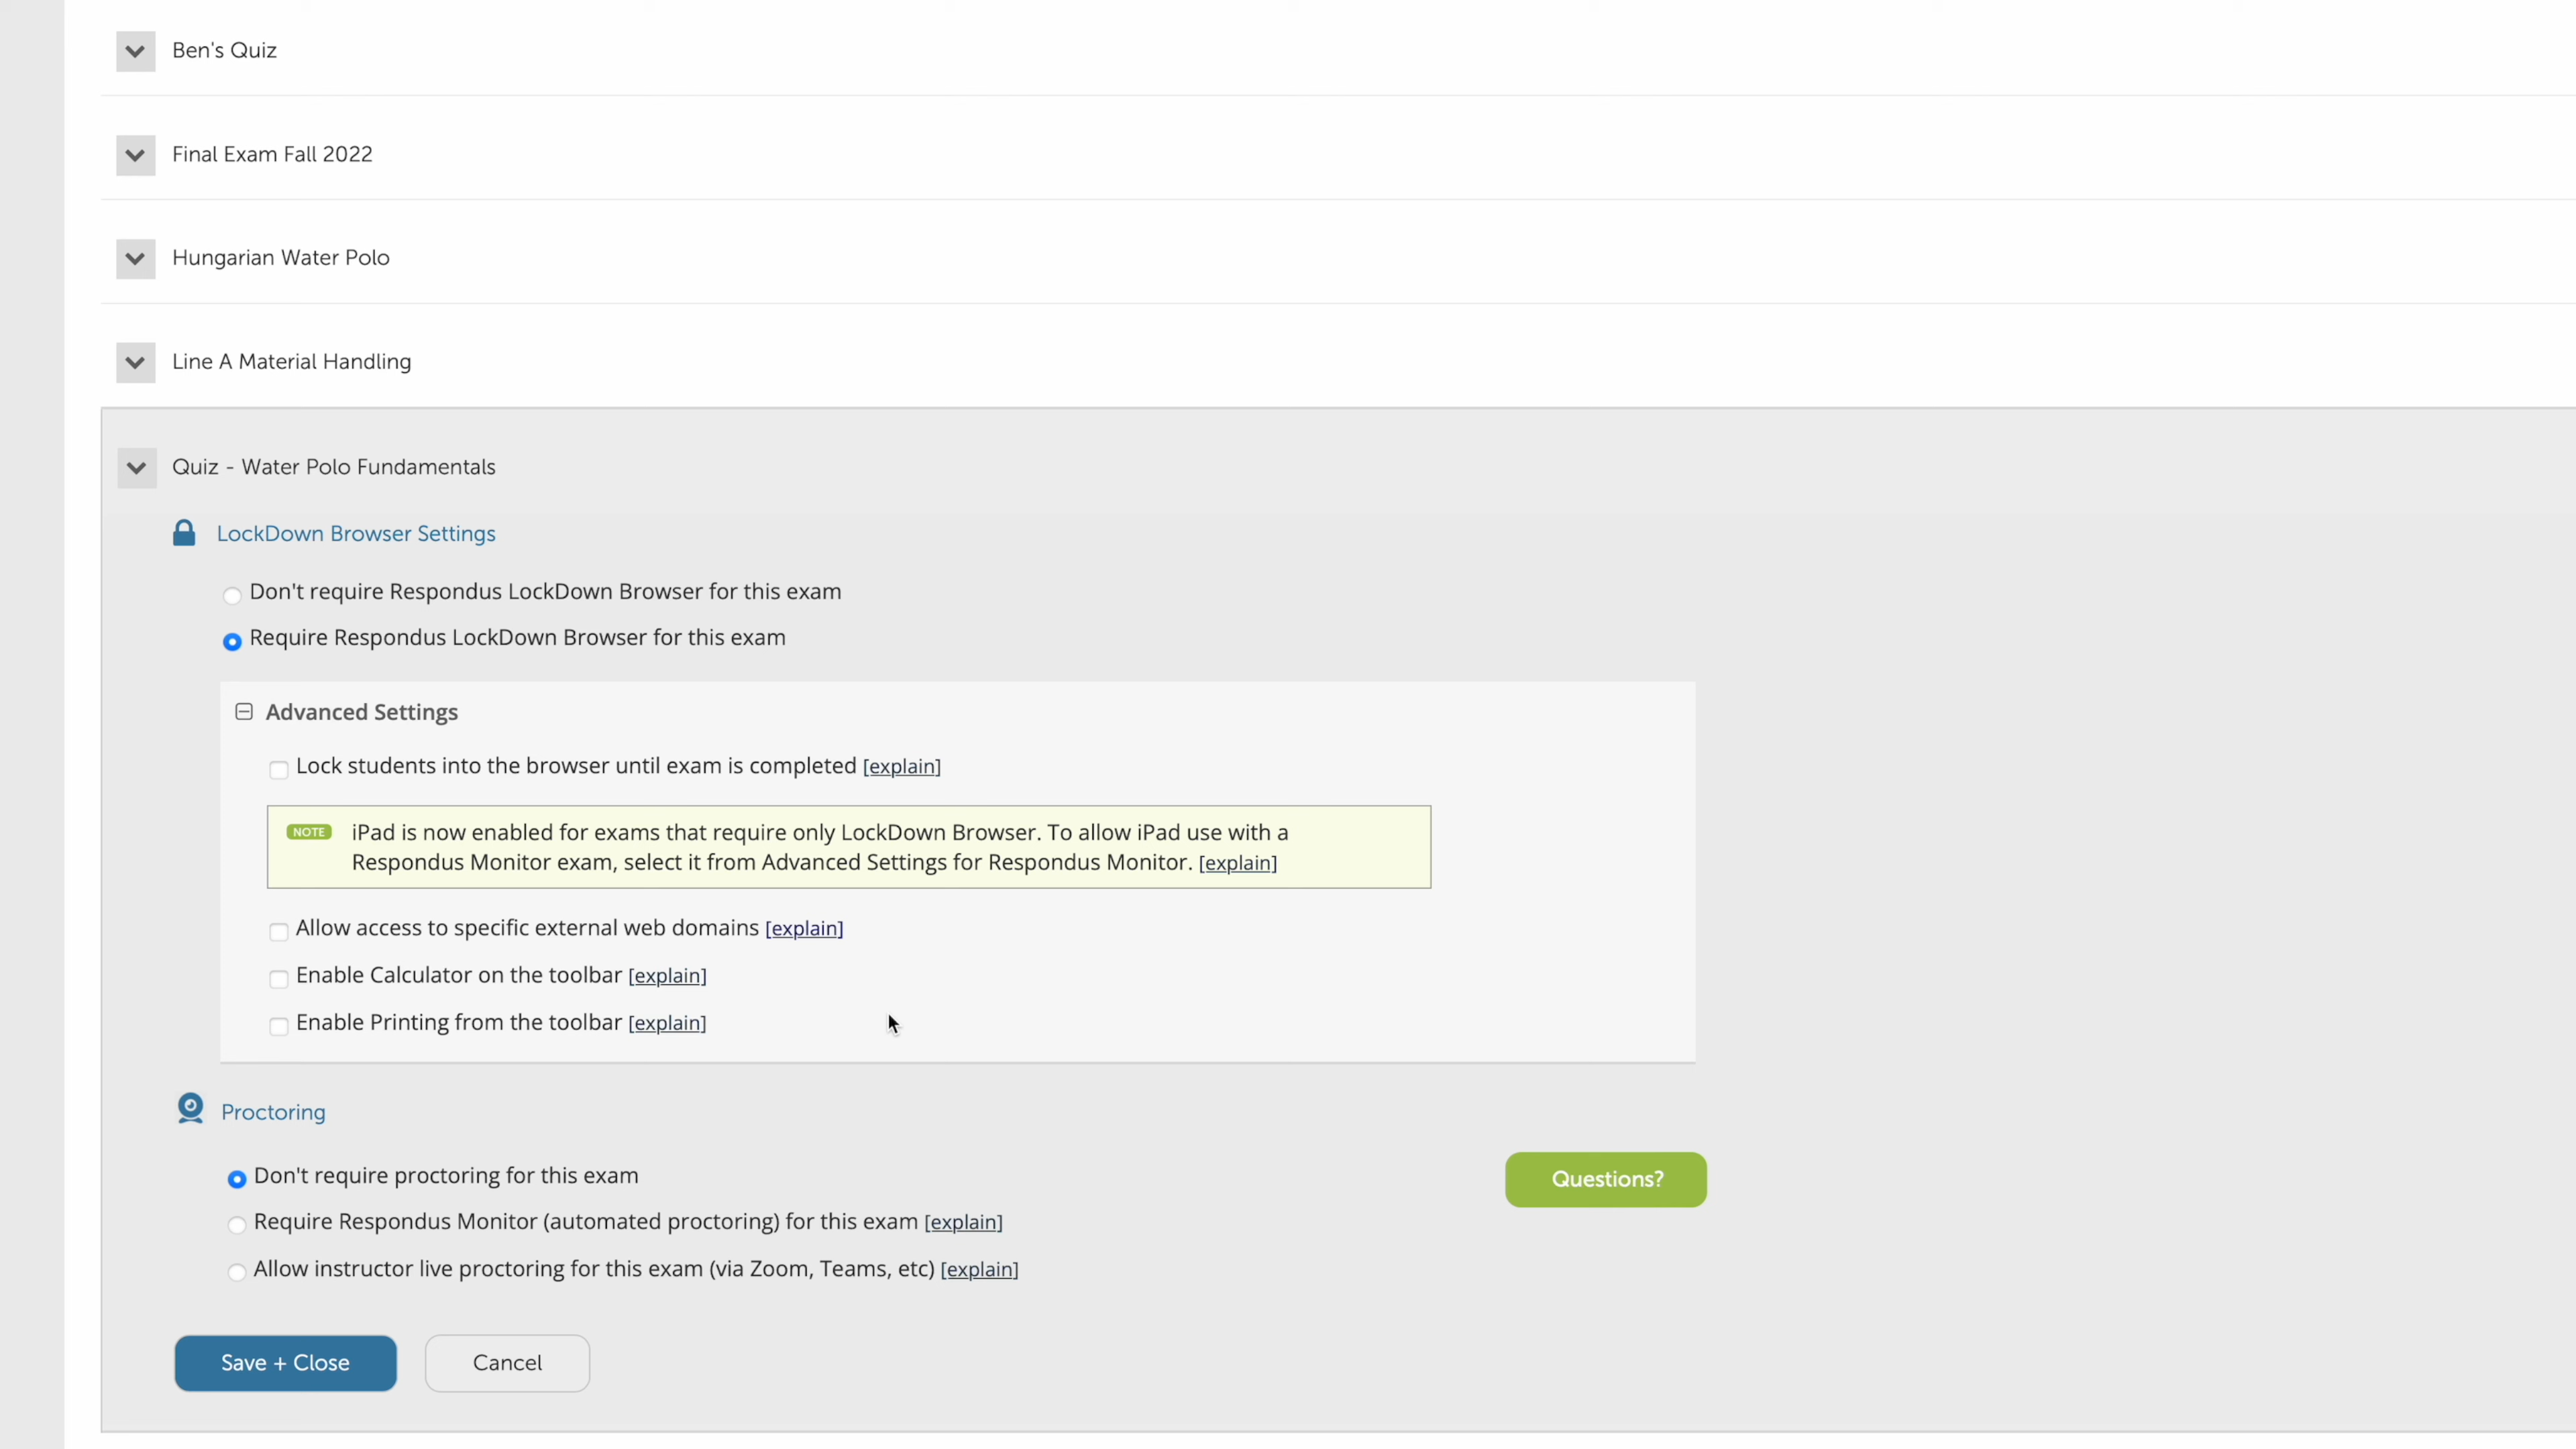 Ben's Quiz
Final Exam Fall 2022
Hungarian Water Polo
Line A Material Handling
Quiz - Water Polo Fundamentals
LockDown Browser Settings
Don't require Respondus LockDown Browser for this exam
Require Respondus LockDown Browser for this exam
Advanced Settings
Lock students into the browser until exam is completed [explain]
NOTE iPad is now enabled for exams that require only LockDown Browser. To allow iPad use with a
Respondus Monitor exam, select it from Advanced Settings for Respondus Monitor. [explain]
Allow access to specific external web domains [explain]
Enable Calculator on the toolbar [explain]
Enable Printing from the toolbar [explain]
Proctoring
Don't require proctoring for this exam
Questions?
Require Respondus Monitor (automated proctoring) for this exam [explain]
Allow instructor live proctoring for this exam (via Zoom, Teams, etc) [explain]
Save + Close Cancel